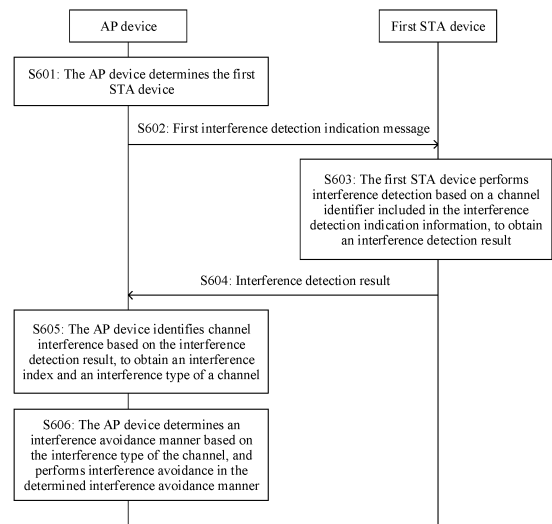 AP device
First STA device
S601: The AP device determines the first
STA device
S602: First interference detection indication message
S603: The first STA device performs
interference detection based on a channel
identifier included in the interference
detection indication information, to obtain
an interference detection result
S604: Interference detection result
S605: The AP device identifies channel
interference based on the interference
detection result, to obtain an interference
index and an interference type of a channel
S606: The AP device determines an
interference avoidance manner based on
the interference type of the channel, and
performs interference avoidance in the
determined interference avoidance manner